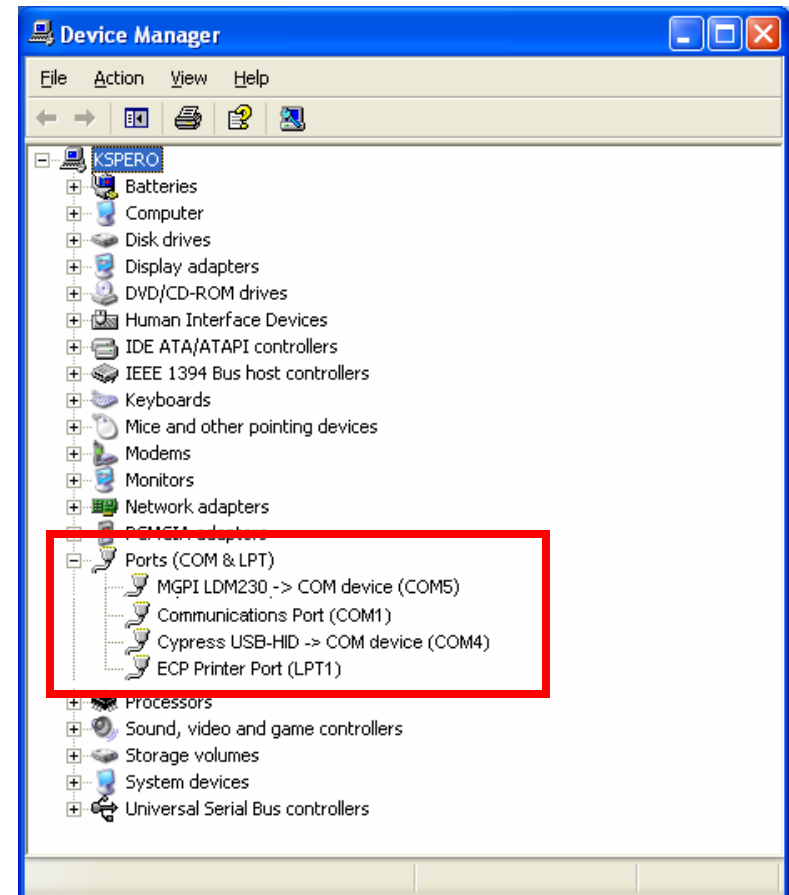 Device Manager
File Action View Help
KSPERO
Batteries
Computer
Disk drives
Display adapters
DVD/CD-ROM drives
Human Interface Devices
IDE ATA/ATAPI controllers
IEEE 1394 Bus host controllers
Keyboards
Mice and other pointing devices
Modems
Monitors
Network adapters
PCMCIA adapters
Ports (COM & LPT)
MGPI LDM230 -> COM device (COM5)
Communications Port (COM1)
Cypress USB-HID -> COM device (COM4)
ECP Printer Port (LPT1)
Processors
Sound, video and game controllers
Storage volumes
System devices
Universal Serial Bus controllers